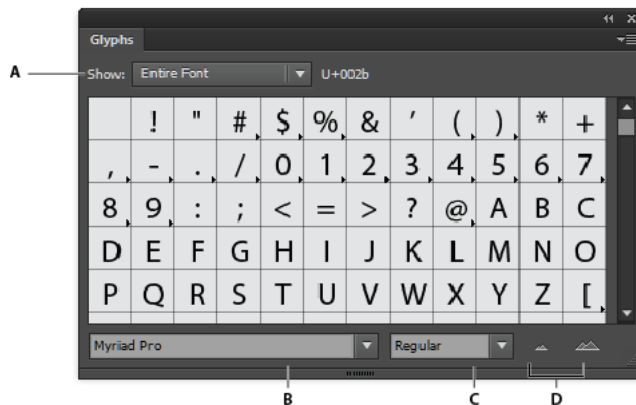 Glyphs
A Show: Entire Font U+002b
! " # $ % & ' ( ) * +
, - . / 0 1 2 3 4 5 6 7
8 9 : ; < = > ? @ A B C
D E F G H I J K L M N O
P Q R S T U V W X Y Z [
Myriad Pro Regular
B C D